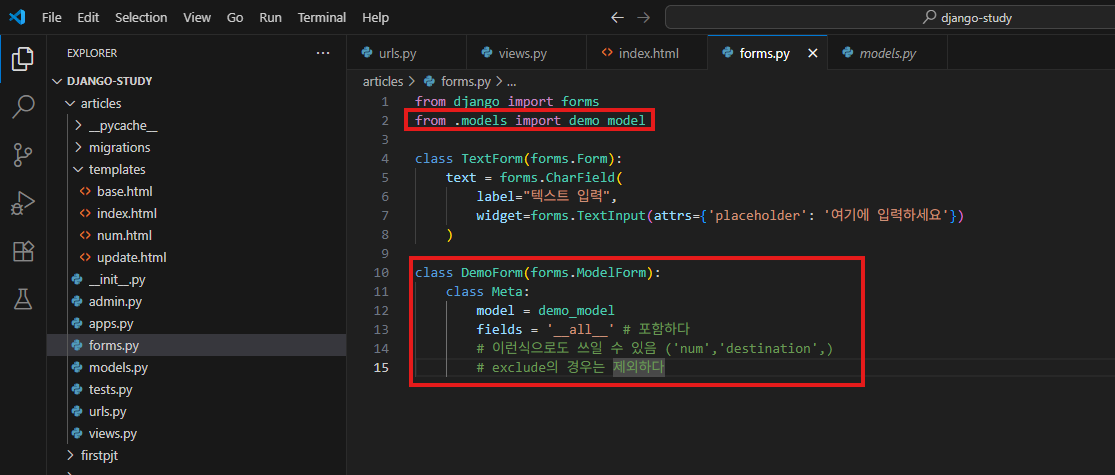 File Edit Selection View Go Run Terminal Help
django-study
EXPLORER
urls.py
views.py
index.html
forms.py
models.py
DJANGO-STUDY
articles
__pycache__
migrations
templates
base.html
index.html
num.html
update.html
__init__.py
admin.py
apps.py
forms.py
models.py
tests.py
urls.py
views.py
firstpjt
articles > forms.py > ...
1 from django import forms
2 from .models import demo_model
3
4 class TextForm(forms.Form):
5 text = forms.CharField(
6 label="텍스트 입력",
7 widget=forms.TextInput(attrs={'placeholder': '여기에 입력하세요'})
8 )
9
10 class DemoForm(forms.ModelForm):
11 class Meta:
12 model = demo_model
13 fields = '__all__' # 포함하다
14 # 이런식으로도 쓰일 수 있음 ('num','destination',)
15 # exclude의 경우는 제외하다